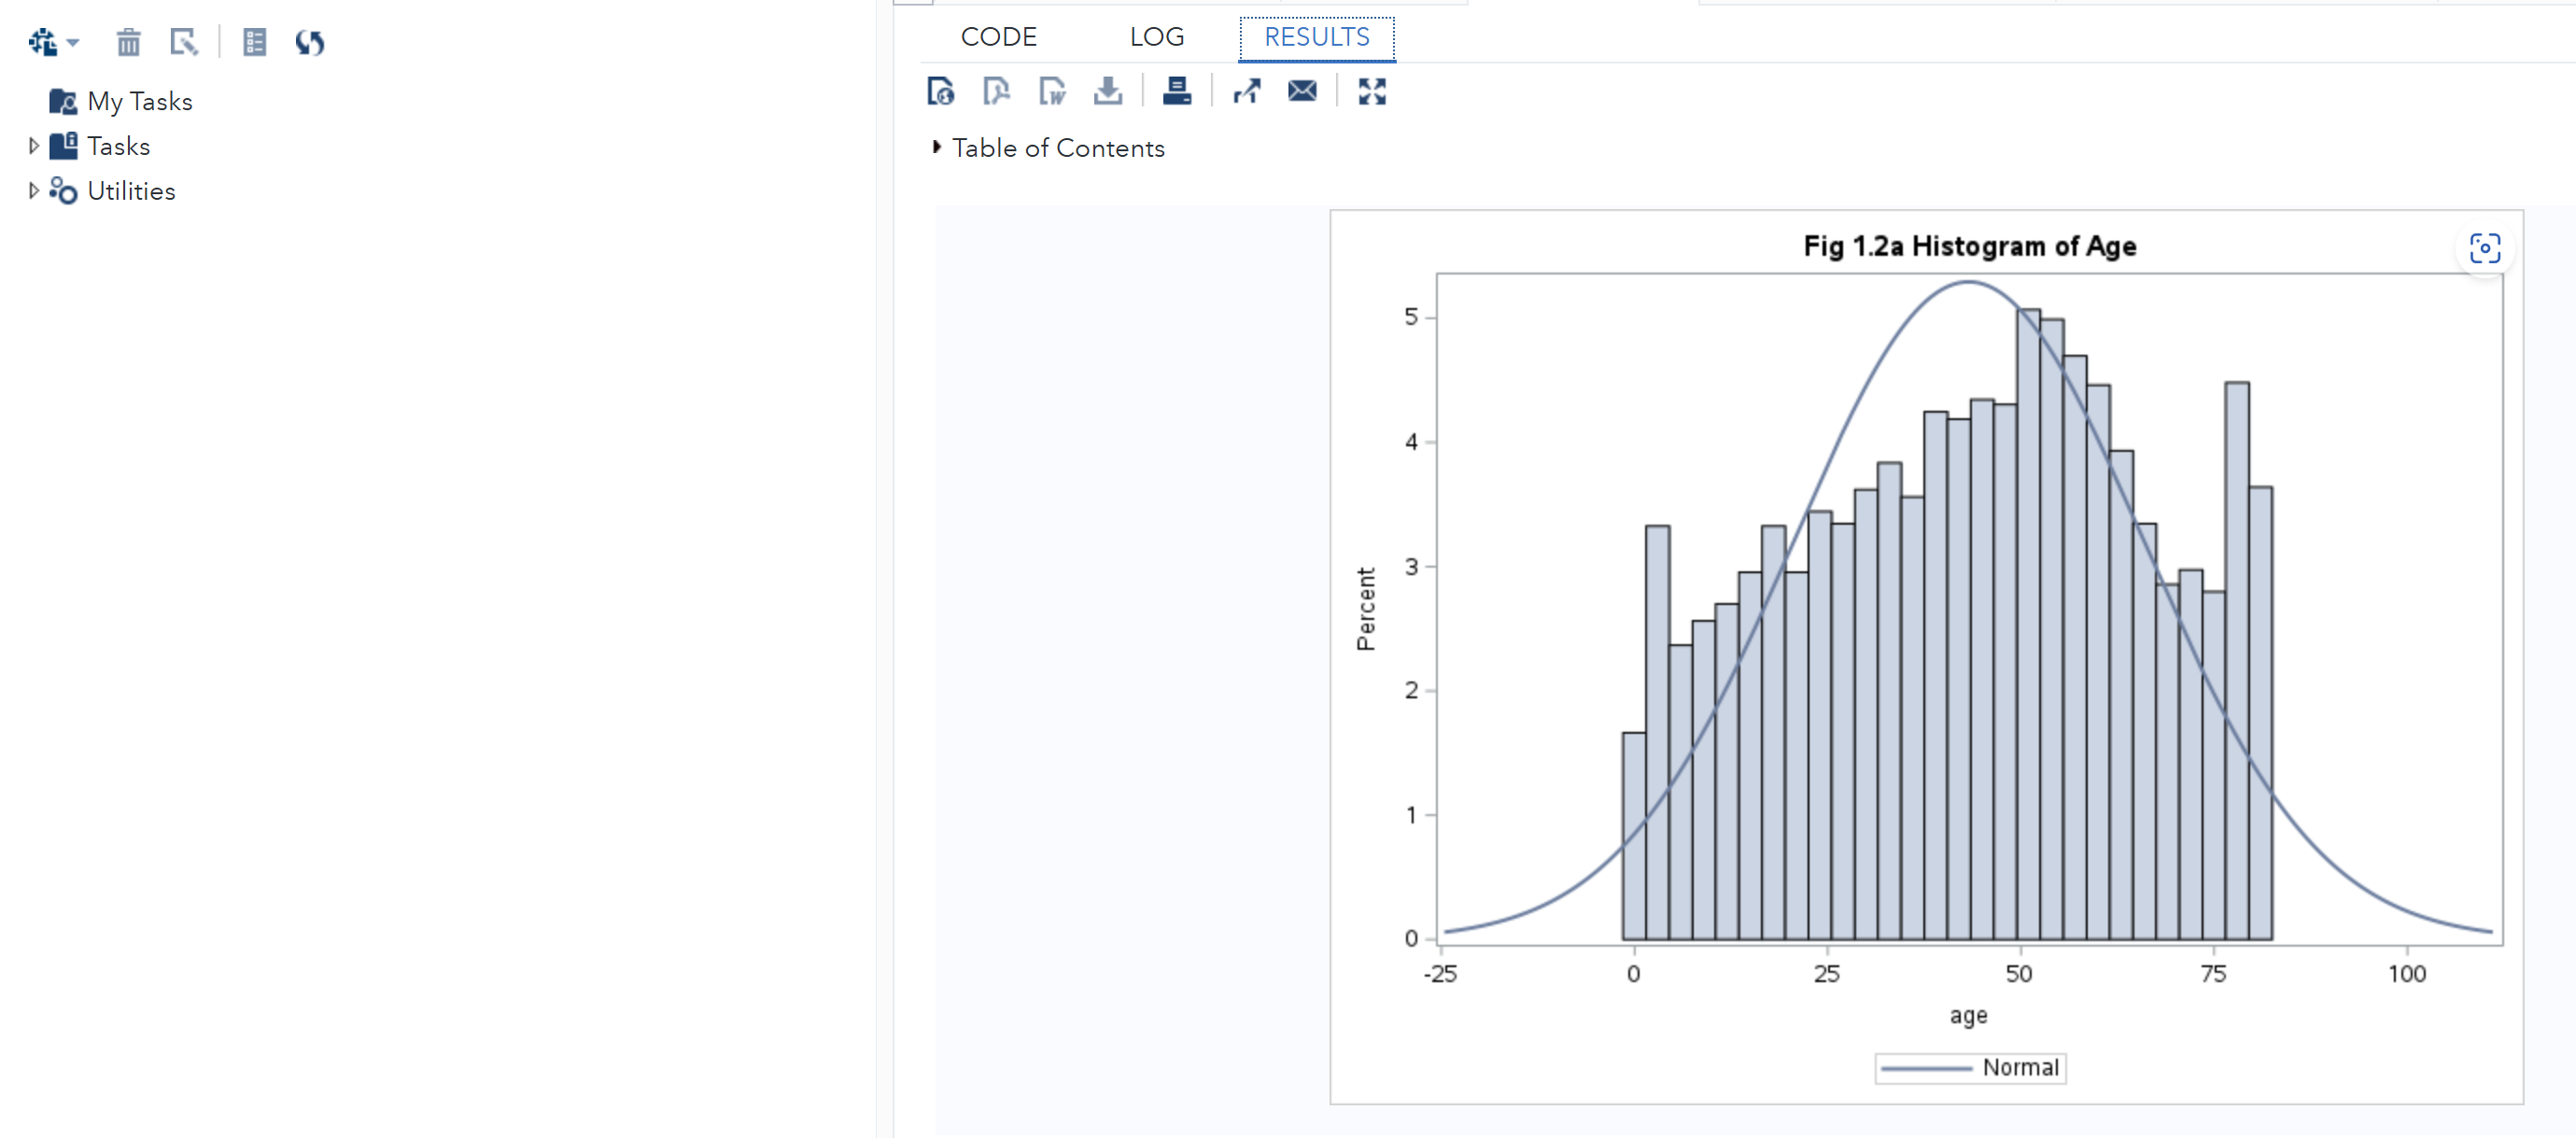 My Tasks
Tasks
Utilities
CODE LOG RESULTS
Table of Contents
Fig 1.2a Histogram of Age
5
4
3
2
1
0
Percent
-25 0 25 50 75 100
age
Normal